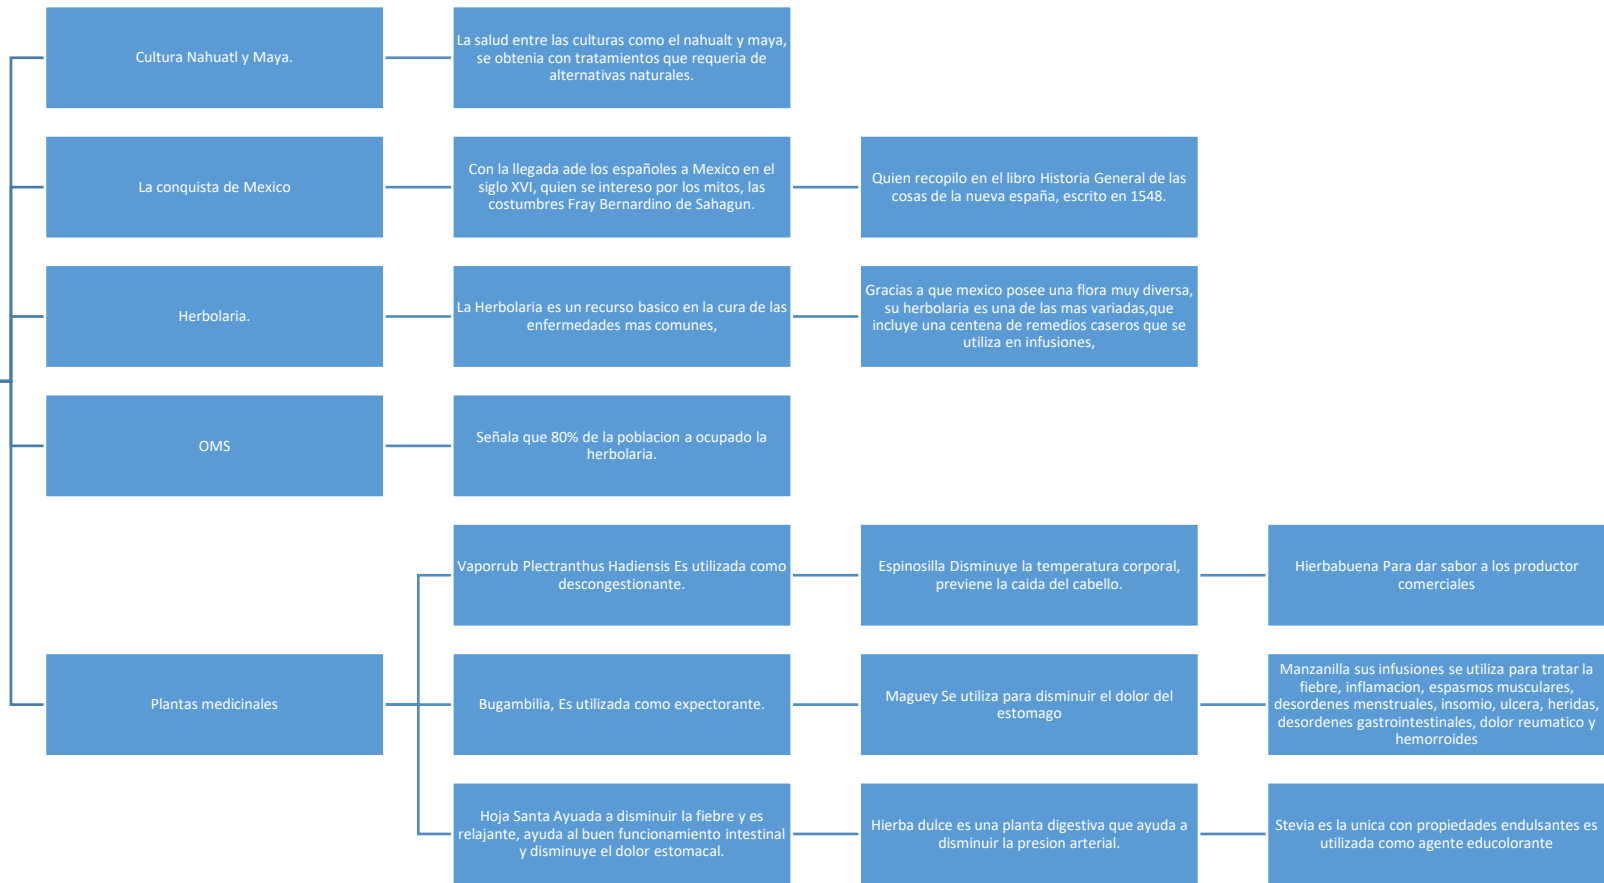 Cultura Nahuatl y Maya.
La salud entre las culturas como el nahualt y maya,
se obtenia con tratamientos que requeria de
alternativas naturales.
La conquista de Mexico
Con la llegada ade los españoles a Mexico en el
siglo XVI, quien se intereso por los mitos, las
costumbres Fray Bernardino de Sahagun.
Quien recopilo en el libro Historia General de las
cosas de la nueva españa, escrito en 1548.
Herbolaria.
La Herbolaria es un recurso basico en la cura de las
enfermedades mas comunes,
Gracias a que mexico posee una flora muy diversa,
su herbolaria es una de las mas variadas,que
incluye una centena de remedios caseros que se
utiliza en infusiones,
OMS
Señala que 80% de la poblacion a ocupado la
herbolaria.
Plantas medicinales
Vaporrub Plectranthus Hadiensis Es utilizada como
descongestionante.
Espinosilla Disminuye la temperatura corporal,
previene la caida del cabello.
Hierbabuena Para dar sabor a los productor
comerciales
Bugambilia, Es utilizada como expectorante.
Maguey Se utiliza para disminuir el dolor del
estomago
Manzanilla sus infusiones se utiliza para tratar la
fiebre, inflamacion, espasmos musculares,
desordenes menstruales, insomio, ulcera, heridas,
desordenes gastrointestinales, dolor reumatico y
hemorroides
Hoja Santa Ayuada a disminuir la fiebre y es
relajante, ayuda al buen funcionamiento intestinal
y disminuye el dolor estomacal.
Hierba dulce es una planta digestiva que ayuda a
disminuir la presion arterial.
Stevia es la unica con propiedades endulsantes es
utilizada como agente educolorante